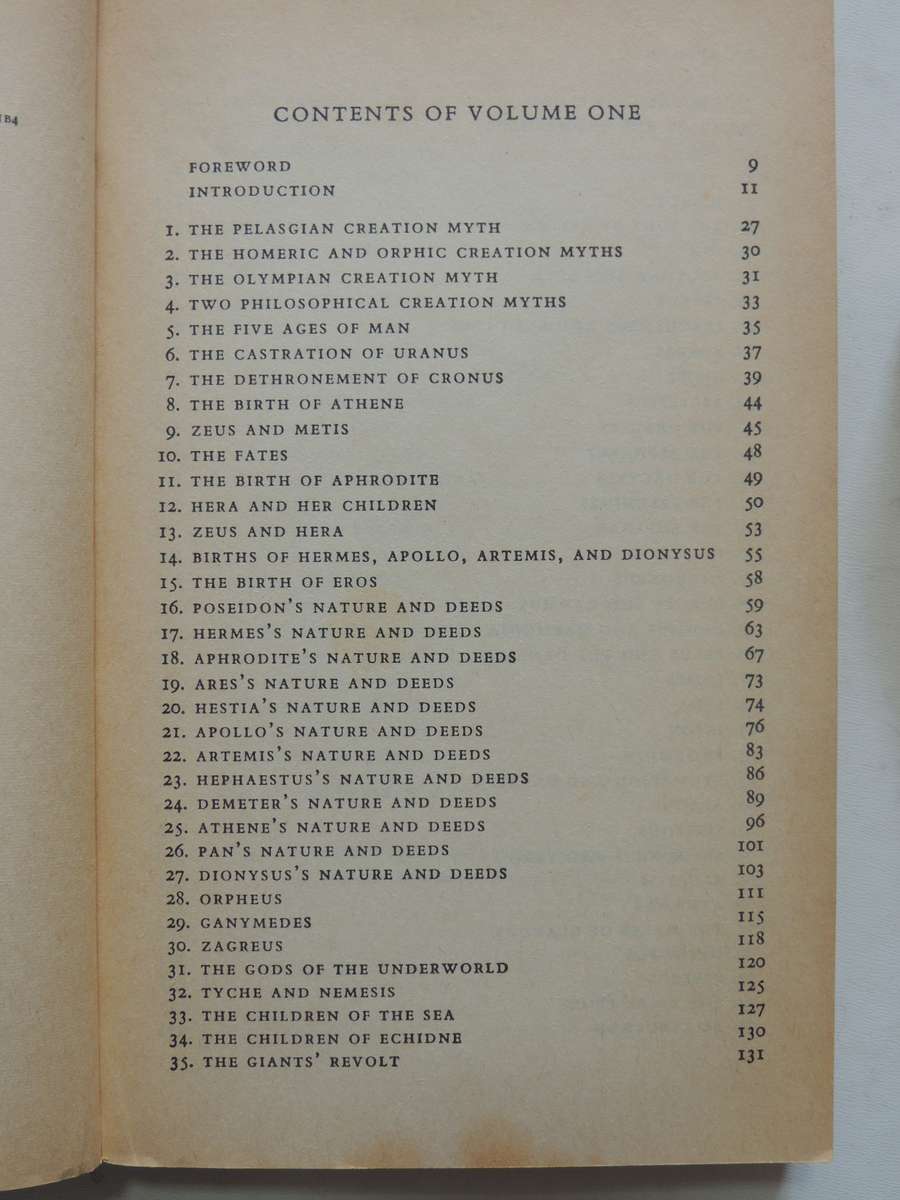 CONTENTS OF VOLUME ONE
FOREWORD 9
INTRODUCTION 11
1. THE PELASGIAN CREATION MYTH 27
2. THE HOMERIC AND ORPHIC CREATION MYTHS 30
3. THE OLYMPIAN CREATION MYTH 31
4. TWO PHILOSOPHICAL CREATION MYTHS 33
5. THE FIVE AGES OF MAN 35
6. THE CASTRATION OF URANUS 37
7. THE DETHRONEMENT OF CRONUS 39
8. THE BIRTH OF ATHENE 44
9. ZEUS AND METIS 45
10. THE FATES 48
11. THE BIRTH OF APHRODITE 49
12. HERA AND HER CHILDREN 50
13. ZEUS AND HERA 53
14. BIRTHS OF HERMES, APOLLO, ARTEMIS, AND DIONYSUS 55
15. THE BIRTH OF EROS 58
16. POSEIDON'S NATURE AND DEEDS 59
17. HERMES'S NATURE AND DEEDS 63
18. APHRODITE'S NATURE AND DEEDS 67
19. ARES'S NATURE AND DEEDS 73
20. HESTIA'S NATURE AND DEEDS 74
21. APOLLO'S NATURE AND DEEDS 76
22. ARTEMIS'S NATURE AND DEEDS 83
23. HEPHAESTUS'S NATURE AND DEEDS 86
24. DEMETER'S NATURE AND DEEDS 89
25. ATHENE'S NATURE AND DEEDS 96
26. PAN'S NATURE AND DEEDS 101
27. DIONYSUS'S NATURE AND DEEDS 103
28. ORPHEUS 111
29. GANYMEDES 115
30. ZAGREUS 118
31. THE GODS OF THE UNDERWORLD 120
32. TYCHE AND NEMESIS 125
33. THE CHILDREN OF THE SEA 127
34. THE CHILDREN OF ECHIDNE 130
35. THE GIANTS' REVOLT 131